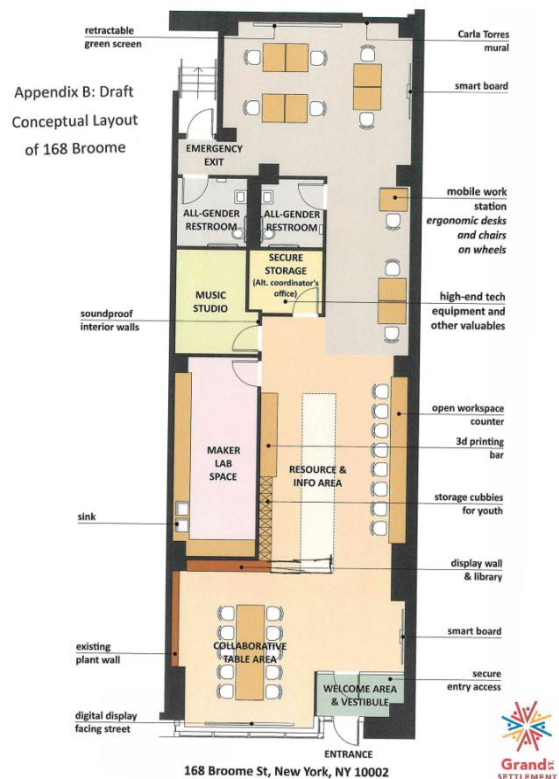 retractable
green screen
Carla Torres
mural
Appendix B: Draft
Conceptual Layout
of 168 Broome
smart board
EMERGENCY
EXIT
ALL-GENDER
RESTROOM
ALL-GENDER
RESTROOM
mobile work
station
ergonomic desks
and chairs
on wheels
SECURE
STORAGE
(Alt. coordinator's
office)
MUSIC
STUDIO
high-end tech
equipment and
other valuables
soundproof
interior walls
open workspace
counter
3d printing
bar
MAKER
LAB
SPACE
RESOURCE &
INFO AREA
storage cubbies
for youth
sink
display wall
& library
smart board
existing
plant wall
COLLABORATIVE
TABLE AREA
secure
entry access
WELCOME AREA
& VESTIBULE
digital display
facing street
ENTRANCE
168 Broome St, New York, NY 10002
Grand St.
SETTLEMENT